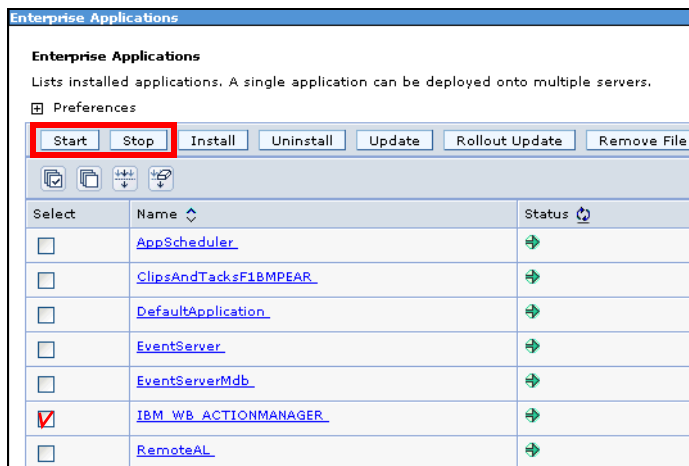 Enterprise Applications
Enterprise Applications
Lists installed applications. A single application can be deployed onto multiple servers.
Preferences
Start Stop Install Uninstall Update Rollout Update Remove File
Select Name Status
AppScheduler
ClipsAndTacksF1BMPEAR
DefaultApplication
EventServer
EventServerMdb
IBM_WB_ACTIONMANAGER
RemoteAL